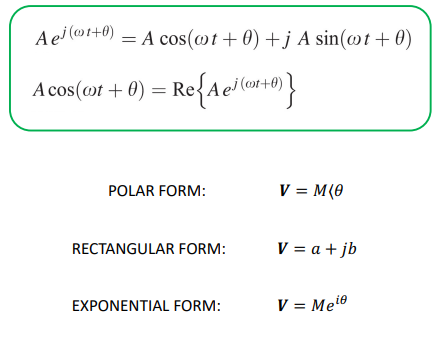 A e^{j(ωt+θ)} = A cos(ωt + θ) + j A sin(ωt + θ)
A cos(ωt + θ) = Re{A e^{j(ωt+θ)}}
POLAR FORM: V = M⟨θ
RECTANGULAR FORM: V = a + jb
EXPONENTIAL FORM: V = Me^{iθ}